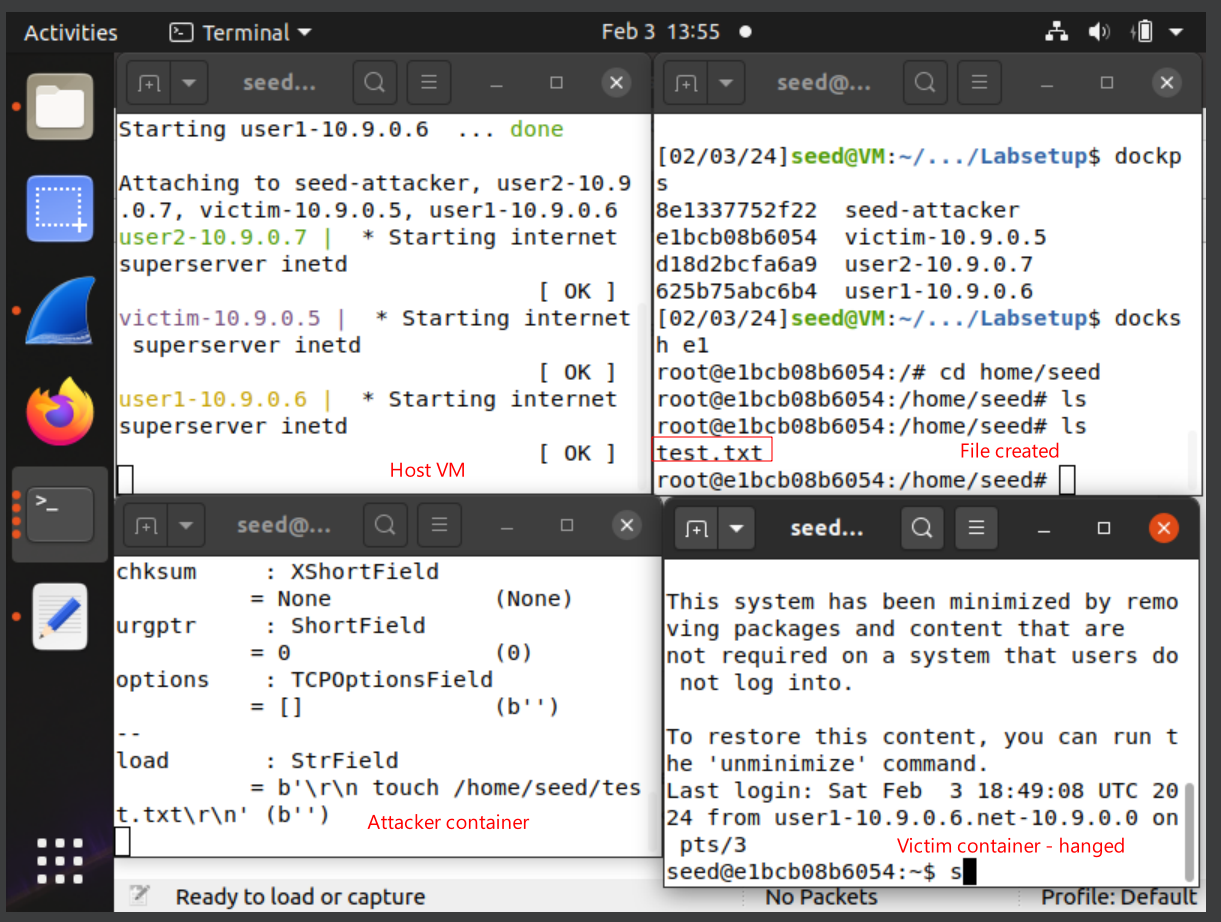 Activities
Terminal
Feb 3 13:55
seed...
Starting user1-10.9.0.6 ... done
Attaching to seed-attacker, user2-10.9
.0.7, victim-10.9.0.5, user1-10.9.0.6
user2-10.9.0.7 | * Starting internet
superserver inetd
[ OK ]
victim-10.9.0.5 | * Starting internet
superserver inetd
[ OK ]
user1-10.9.0.6 | * Starting internet
superserver inetd
[ OK ]
Host VM
seed@...
[02/03/24]seed@VM:~/.../Labsetup$ dockp
s
8e1337752f22 seed-attacker
e1bcb08b6054 victim-10.9.0.5
d18d2bcfa6a9 user2-10.9.0.7
625b75abc6b4 user1-10.9.0.6
[02/03/24]seed@VM:~/.../Labsetup$ docks
h e1
root@e1bcb08b6054:/# cd home/seed
root@e1bcb08b6054:/home/seed# ls
root@e1bcb08b6054:/home/seed# ls
test.txt
File created
root@e1bcb08b6054:/home/seed#
seed@...
chksum : XShortField
= None (None)
urgptr : ShortField
= 0 (0)
options : TCPOptionsField
= [] (b'')
--
load : StrField
= b'\r\n touch /home/seed/tes
t.txt\r\n' (b'')
Attacker container
seed...
This system has been minimized by remo
ving packages and content that are
not required on a system that users do
not log into.
To restore this content, you can run t
he 'unminimize' command.
Last login: Sat Feb  3 18:49:08 UTC 20
24 from user1-10.9.0.6.net-10.9.0.0 on
pts/3
Victim container - hanged
seed@e1bcb08b6054:~$ s
Ready to load or capture
No Packets
Profile: Default